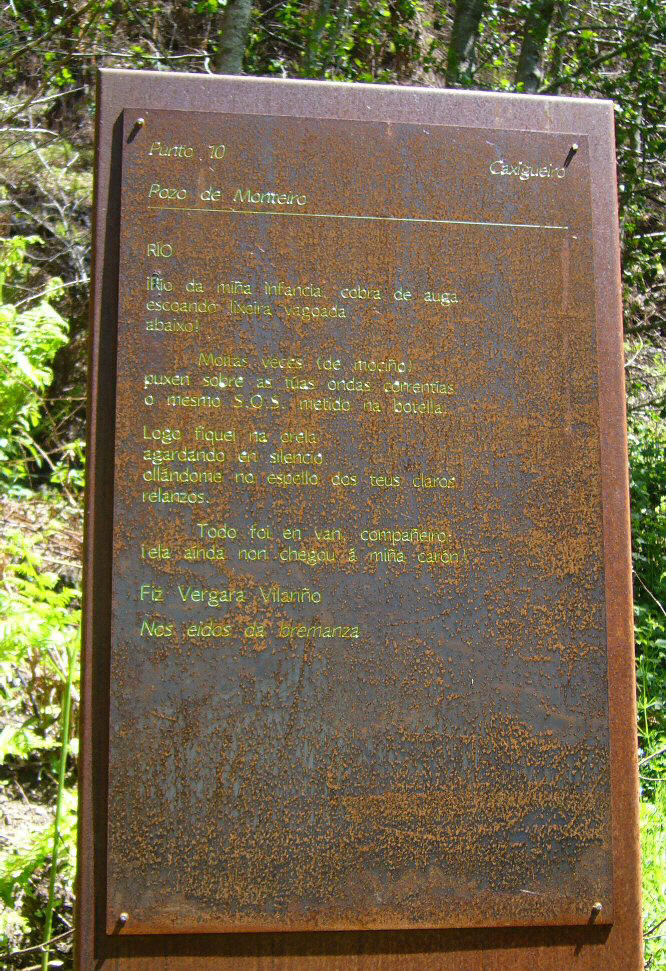 Punto 10
Caxigueiro
Pozo de Monteiro
RÍO
¡Río da miña infancia, cobra de auga
escoando lixeira vagoada
abaixo!
Moitas veces (de mociño)
puxen sobre as túas ondas correntías
o mesmo S.O.S. metido na botella.
Logo fiquei na orela
agardando en silencio,
ollándome no espello dos teus claros
relanzos.
Todo foi en van, compañeiro:
¡ela aínda non chegou á miña carón!
Fiz Vergara Vilariño
Nos eidos da bremanza